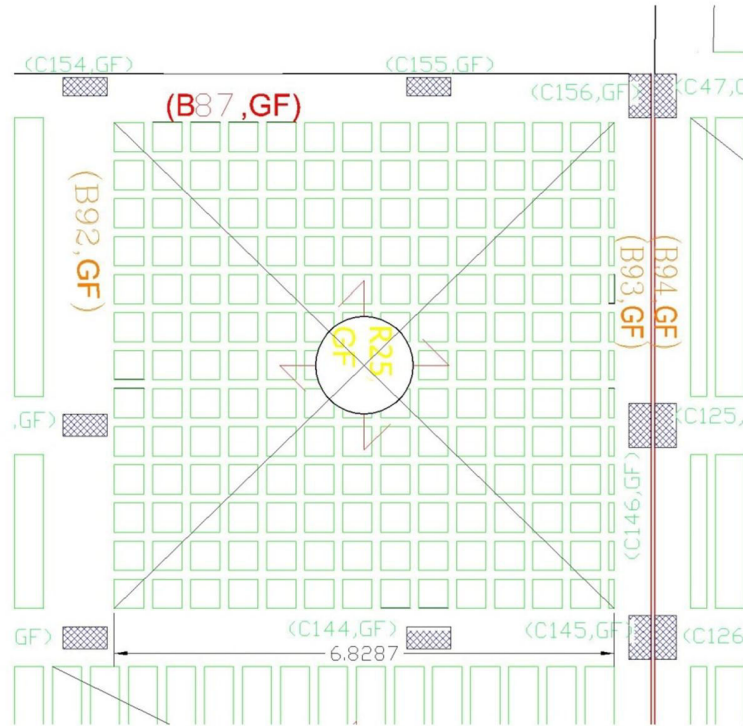 (C154,GF)
(C155,GF)
(C156,GF)
(C47,
(B87,GF)
(B92,GF)
(B93,GF)
(B94,GF)
R25,
GF
,GF)
(C125,
(C146,GF)
GF)
(C144,GF)
(C145,GF)
(C126
6.8287